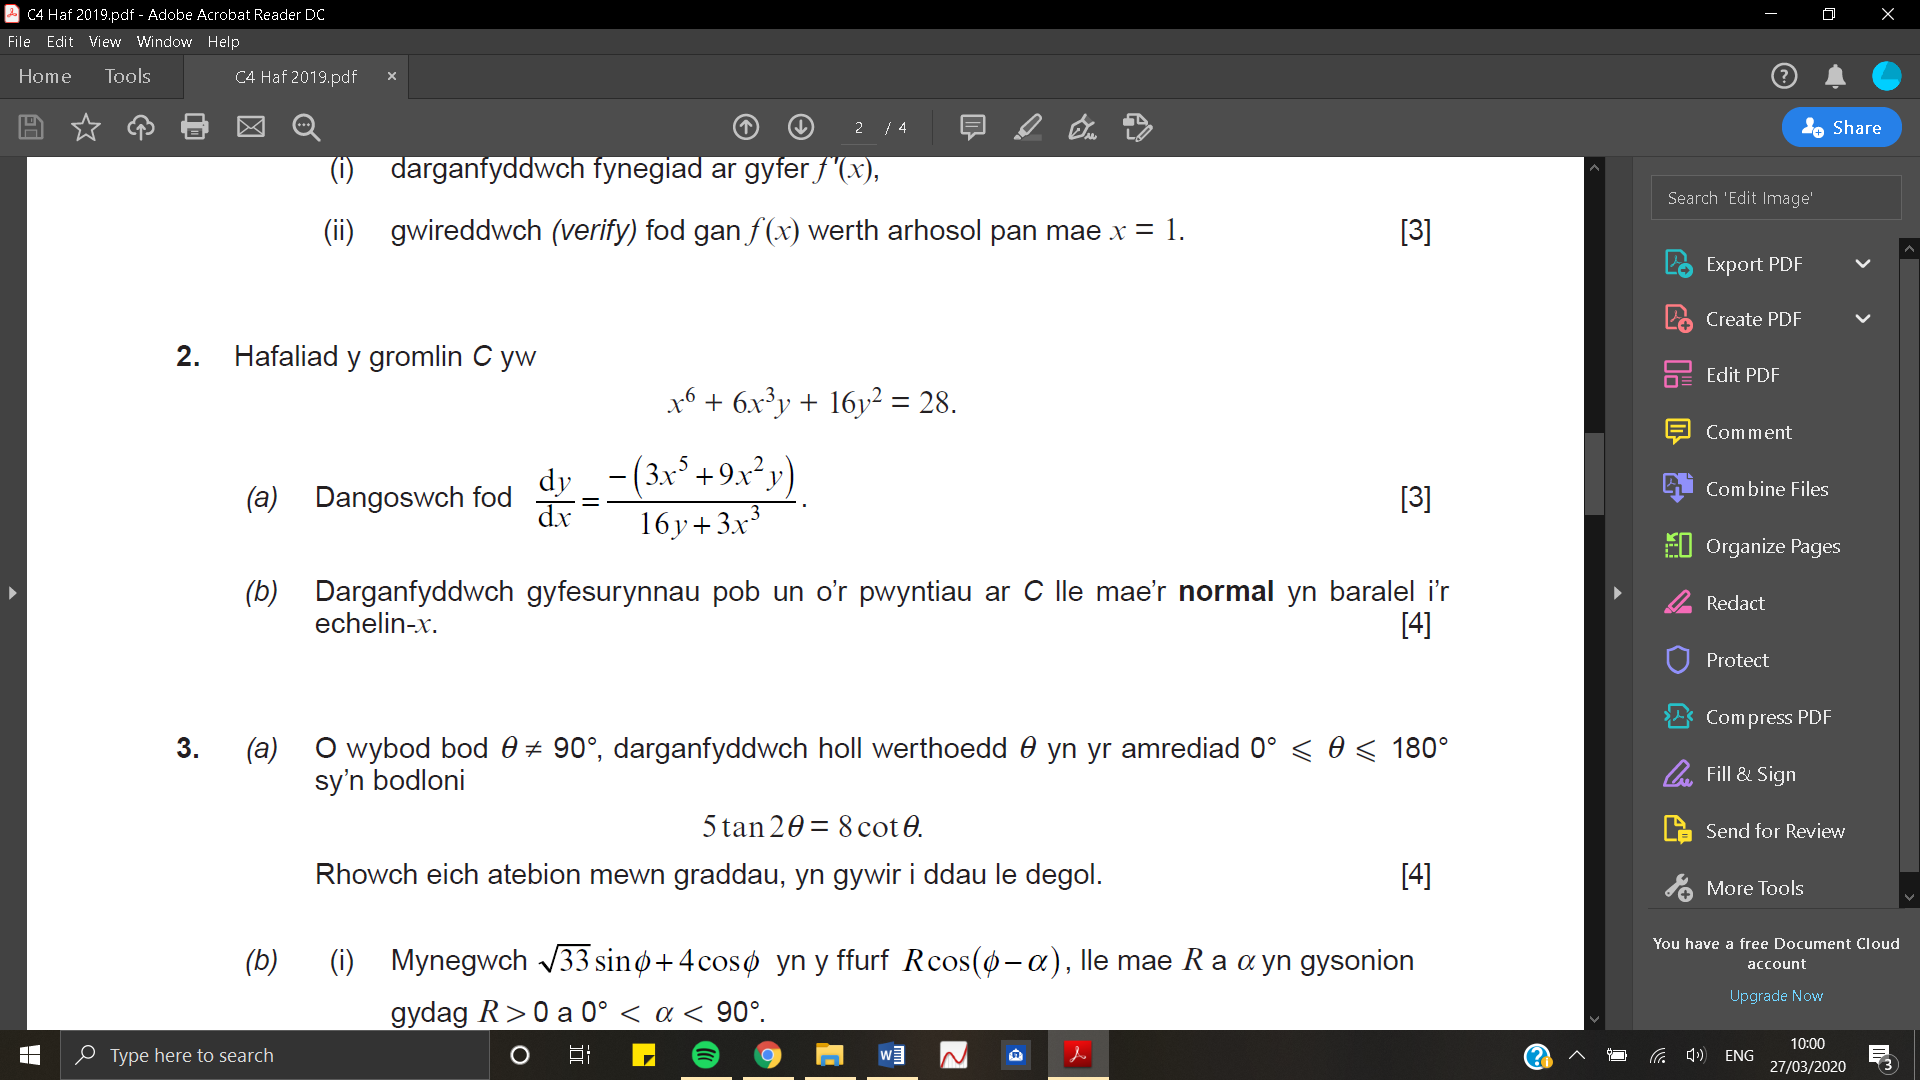 C4 Haf 2019.pdf - Adobe Acrobat Reader DC
File Edit View Window Help
Home Tools C4 Haf 2019.pdf ×
2 / 4
Share
(i) darganfyddwch fynegiad ar gyfer f′(x),
(ii) gwireddwch (verify) fod gan f(x) werth arhosol pan mae x = 1. [3]
2. Hafaliad y gromlin C yw
x⁶ + 6x³y + 16y² = 28.
(a) Dangoswch fod dy/dx = −(3x⁵ + 9x²y)/(16y + 3x³). [3]
(b) Darganfyddwch gyfesurynnau pob un o'r pwyntiau ar C lle mae'r normal yn baralel i'r
echelin-x. [4]
3. (a) O wybod bod θ ≠ 90°, darganfyddwch holl werthoedd θ yn yr amrediad 0° ⩽ θ ⩽ 180°
sy'n bodloni
5 tan 2θ = 8 cot θ.
Rhowch eich atebion mewn graddau, yn gywir i ddau le degol. [4]
(b) (i) Mynegwch √33 sin ϕ + 4 cos ϕ yn y ffurf R cos(ϕ − α), lle mae R a α yn gysonion
gydag R > 0 a 0° < α < 90°.
Search 'Edit Image'
Export PDF
Create PDF
Edit PDF
Comment
Combine Files
Organize Pages
Redact
Protect
Compress PDF
Fill & Sign
Send for Review
More Tools
You have a free Document Cloud
account
Upgrade Now
Type here to search
ENG
10:00
27/03/2020
3